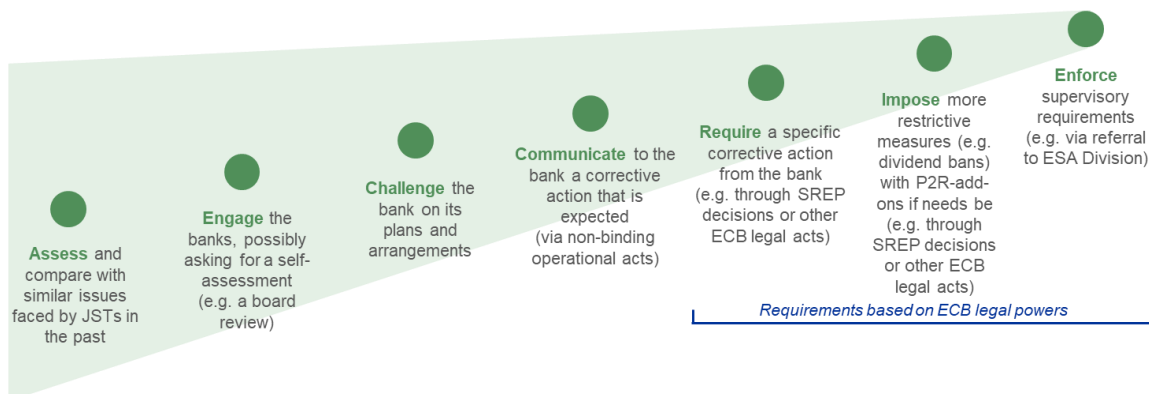 Assess and
compare with
similar issues
faced by JSTs in
the past
Engage the
banks, possibly
asking for a self-
assessment
(e.g. a board
review)
Challenge the
bank on its
plans and
arrangements
Communicate to the
bank a corrective
action that is
expected
(via non-binding
operational acts)
Require a specific
corrective action
from the bank
(e.g. through SREP
decisions or other
ECB legal acts)
Impose more
restrictive
measures (e.g.
dividend bans)
with P2R-add-
ons if needs be
(e.g. through
SREP decisions
or other ECB
legal acts)
Enforce
supervisory
requirements
(e.g. via referral
to ESA Division)
Requirements based on ECB legal powers